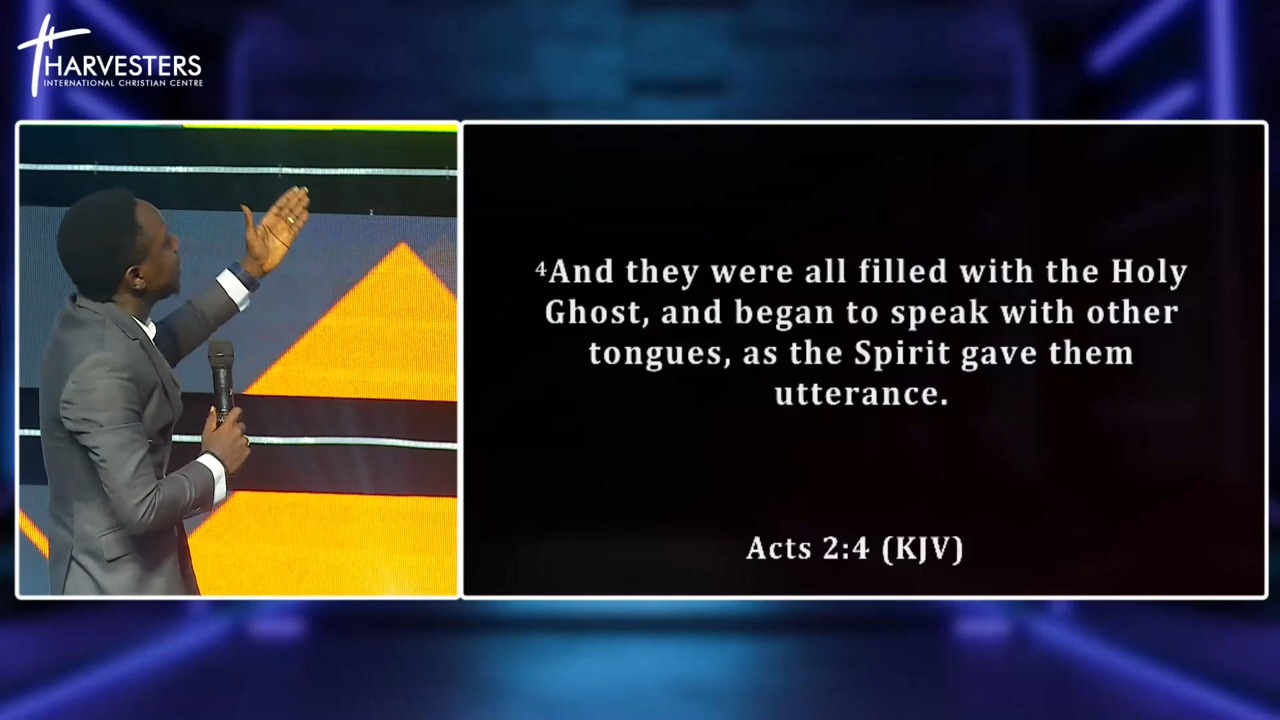 HARVESTERS
INTERNATIONAL CHRISTIAN CENTRE
⁴And they were all filled with the Holy
Ghost, and began to speak with other
tongues, as the Spirit gave them
utterance.
Acts 2:4 (KJV)